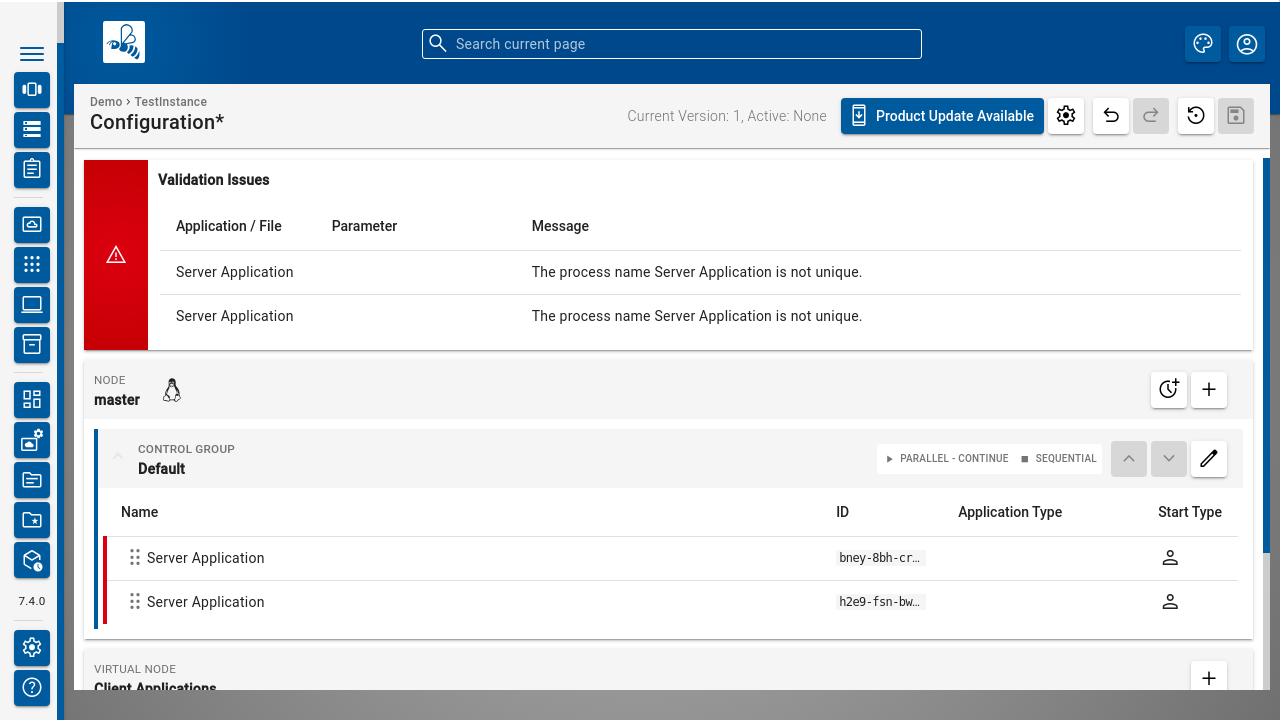 Search current page
Demo › TestInstance
Configuration*
Current Version: 1, Active: None
Product Update Available
Validation Issues
Application / File Parameter Message
Server Application The process name Server Application is not unique.
Server Application The process name Server Application is not unique.
NODE
master
CONTROL GROUP
Default
PARALLEL - CONTINUE SEQUENTIAL
Name ID Application Type Start Type
Server Application bney-8bh-cr…
Server Application h2e9-fsn-bw…
7.4.0
VIRTUAL NODE
Client Applications